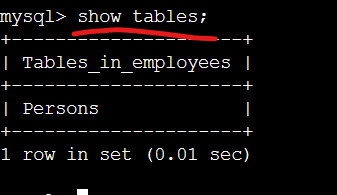 mysql> show tables;
+---------------------+
| Tables_in_employees |
+---------------------+
| Persons             |
+---------------------+
1 row in set (0.01 sec)